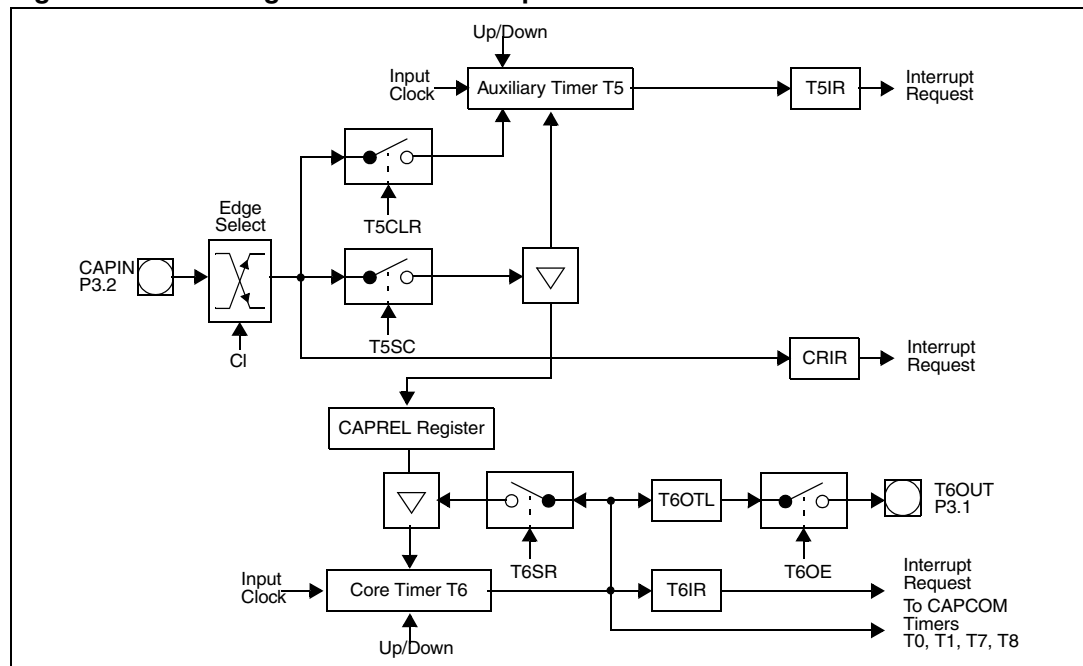 Up/Down
Input
Clock
Auxiliary Timer T5
T5IR
Interrupt
Request
T5CLR
Edge
Select
CAPIN
P3.2
CI
T5SC
CRIR
Interrupt
Request
CAPREL Register
T6SR
T6OTL
T6OE
T6OUT
P3.1
Input
Clock
Core Timer T6
Up/Down
T6IR
Interrupt
Request
To CAPCOM
Timers
T0, T1, T7, T8